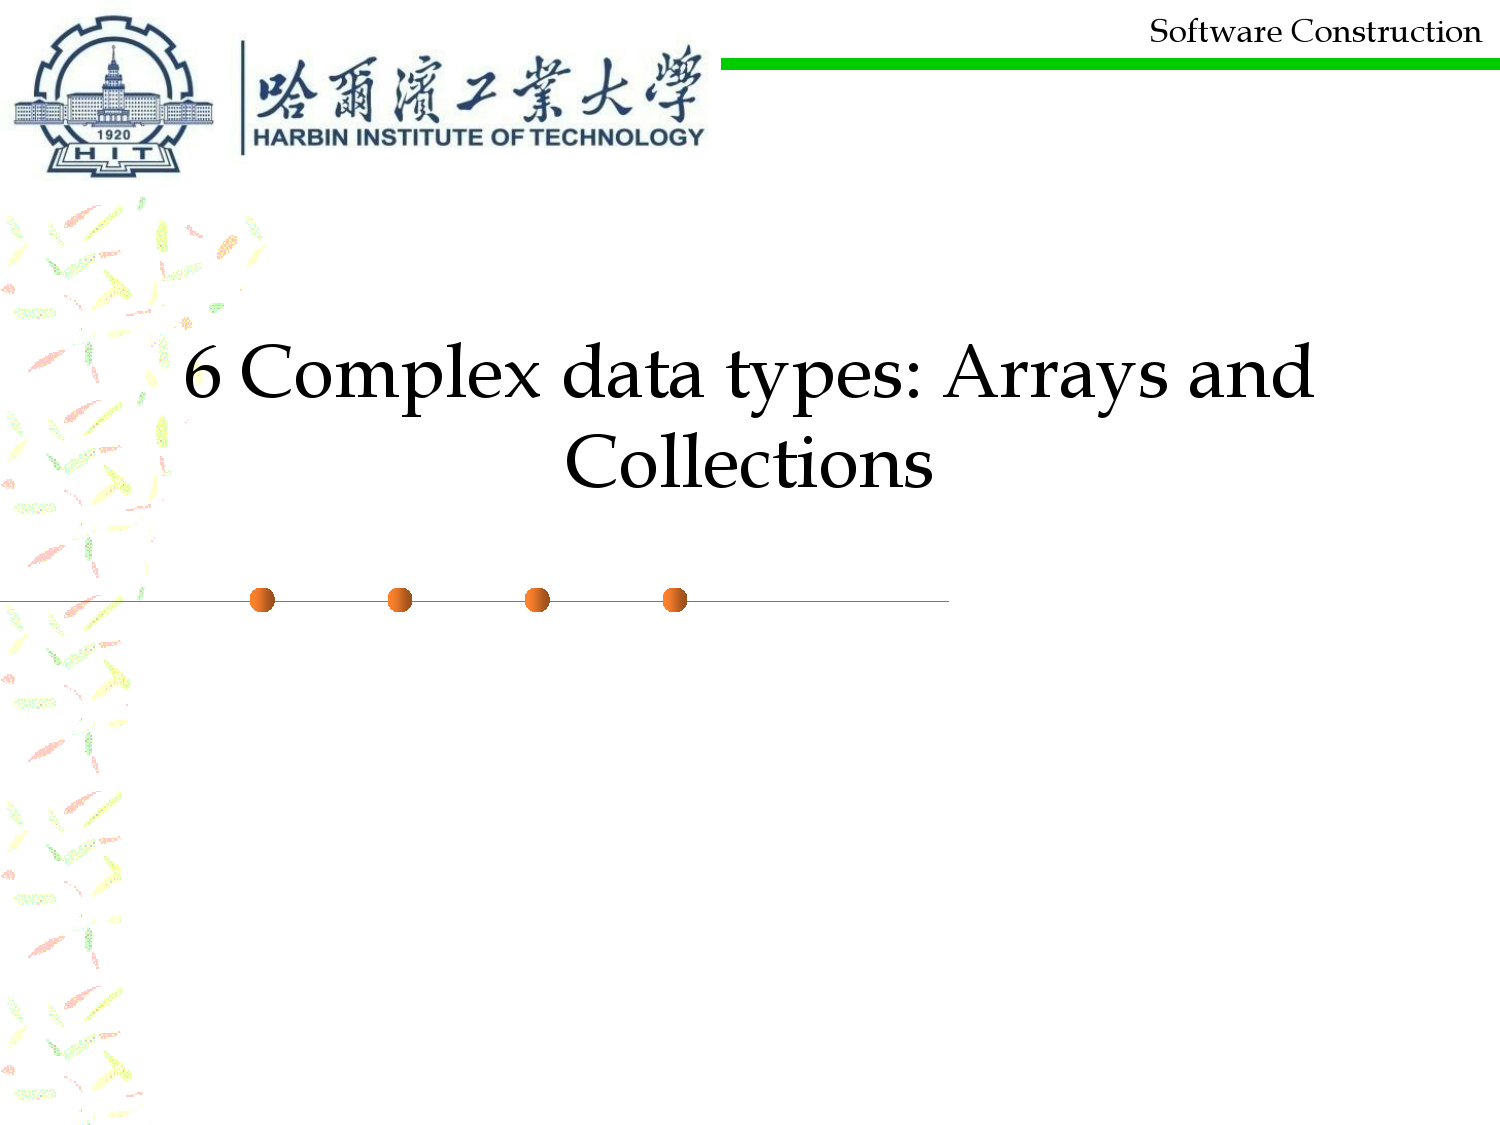 Software Construction
哈爾濱工業大學
HARBIN INSTITUTE OF TECHNOLOGY
1920
HIT
6 Complex data types: Arrays and
Collections